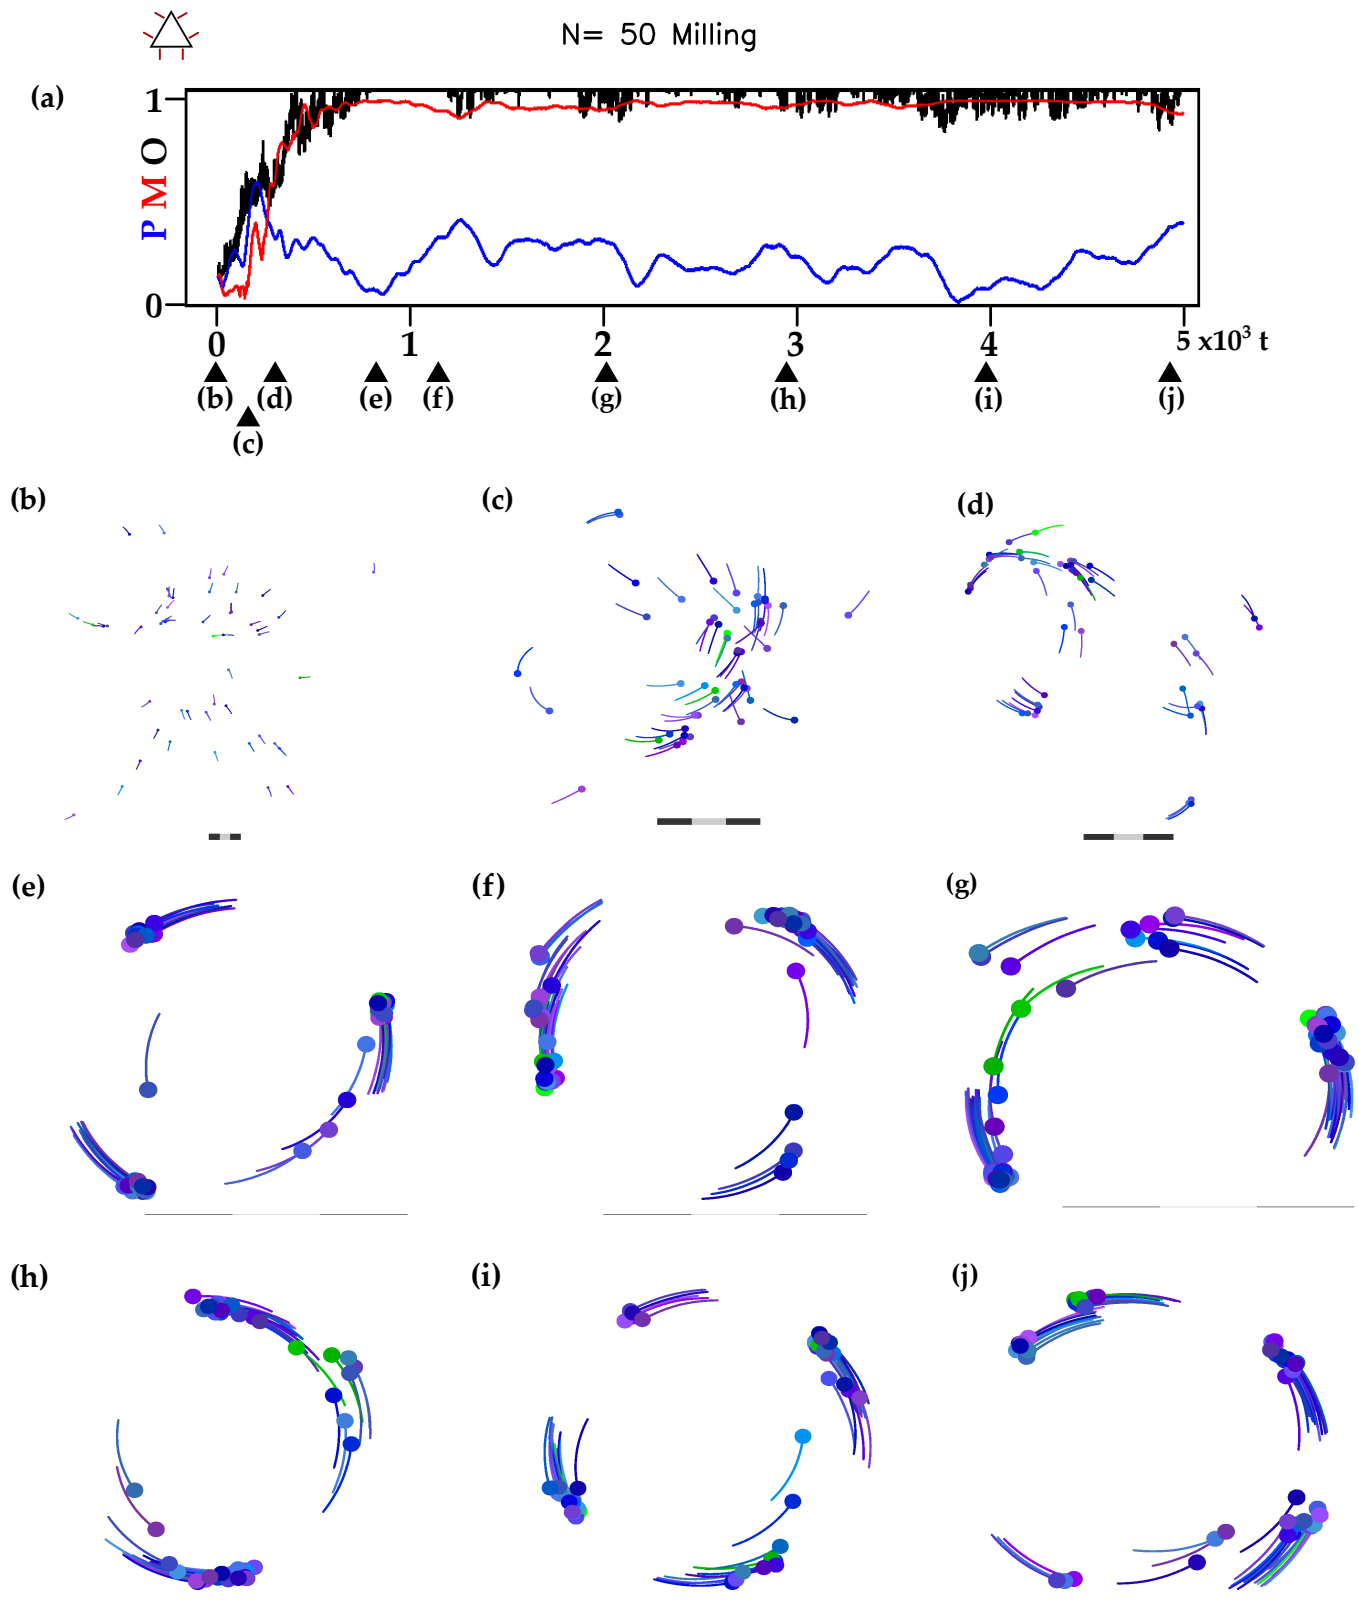 N= 50 Milling
(a)
1
P M O
0
0 1 2 3 4 5 x10³ t
(b) (d) (e) (f) (g) (h) (i) (j)
(c)
(b) (c) (d)
(e) (f) (g)
(h) (i) (j)